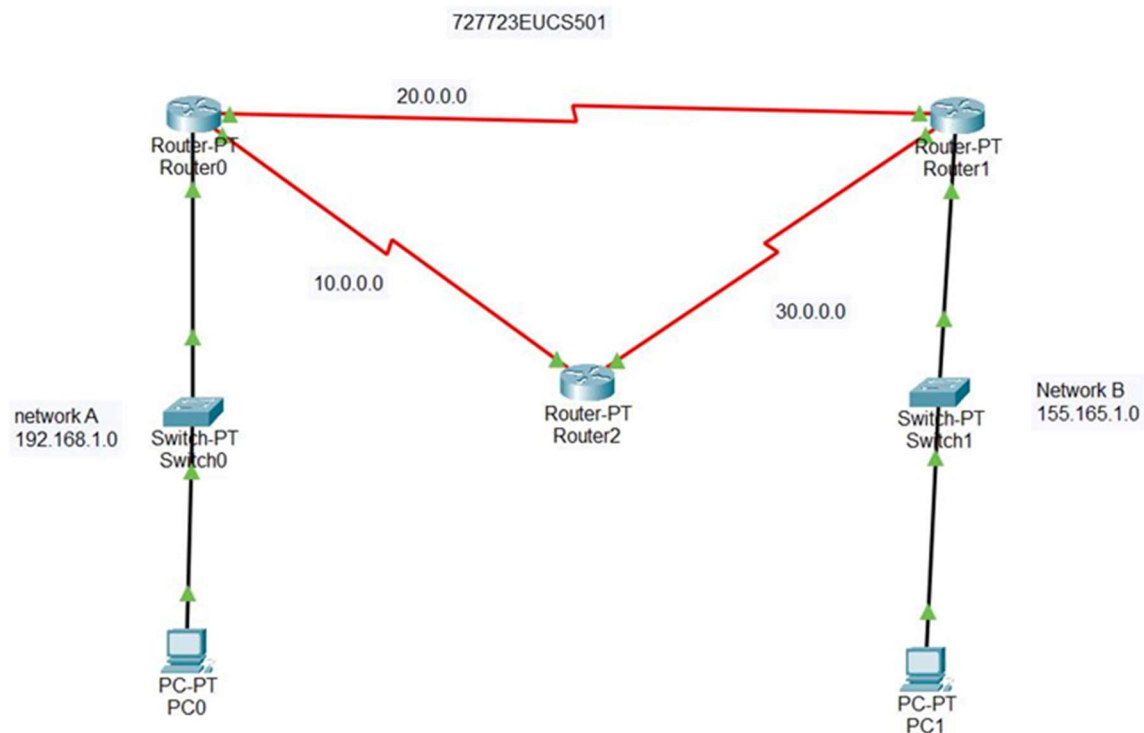 727723EUCS501
20.0.0.0
Router-PT
Router0
Router-PT
Router1
10.0.0.0
30.0.0.0
Router-PT
Router2
network A
192.168.1.0
Switch-PT
Switch0
Switch-PT
Switch1
Network B
155.165.1.0
PC-PT
PC0
PC-PT
PC1